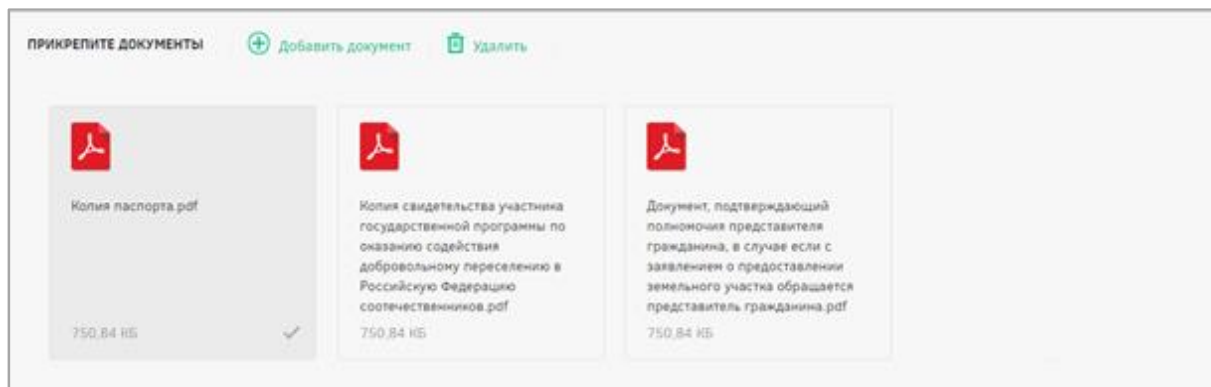 ПРИКРЕПИТЕ ДОКУМЕНТЫ Добавить документ Удалить
Копия паспорта.pdf
750,84 КБ
Копия свидетельства участника
государственной программы по
оказанию содействия
добровольному переселению в
Российскую Федерацию
соотечественников.pdf
750,84 КБ
Документ, подтверждающий
полномочия представителя
гражданина, в случае если с
заявлением о предоставлении
земельного участка обращается
представитель гражданина.pdf
750,84 КБ